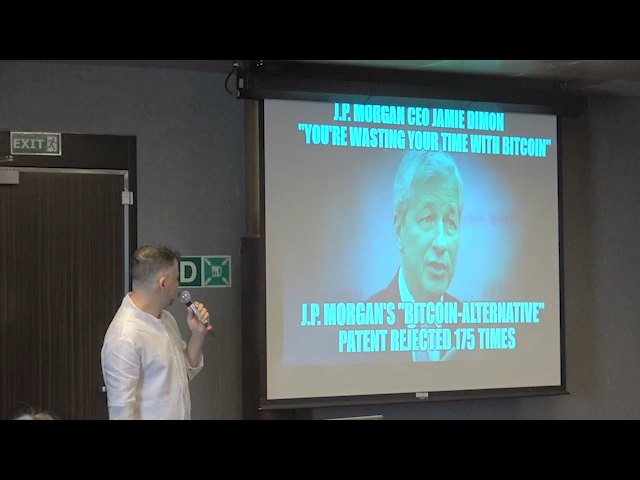 EXIT
J.P. MORGAN CEO JAMIE DIMON
"YOU'RE WASTING YOUR TIME WITH BITCOIN"
D
J.P. MORGAN'S "BITCOIN-ALTERNATIVE"
PATENT REJECTED 175 TIMES